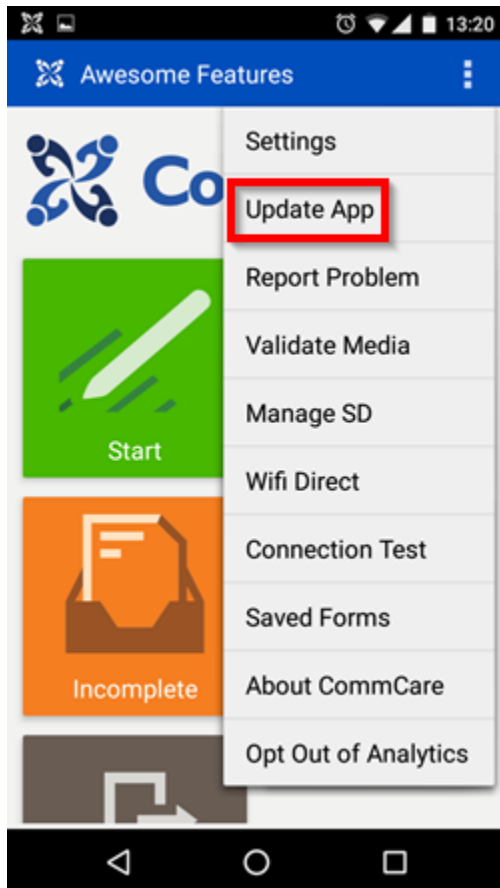 13:20
Awesome Features
Co
Settings
Update App
Report Problem
Validate Media
Manage SD
Wifi Direct
Connection Test
Saved Forms
About CommCare
Opt Out of Analytics
Start
Incomplete